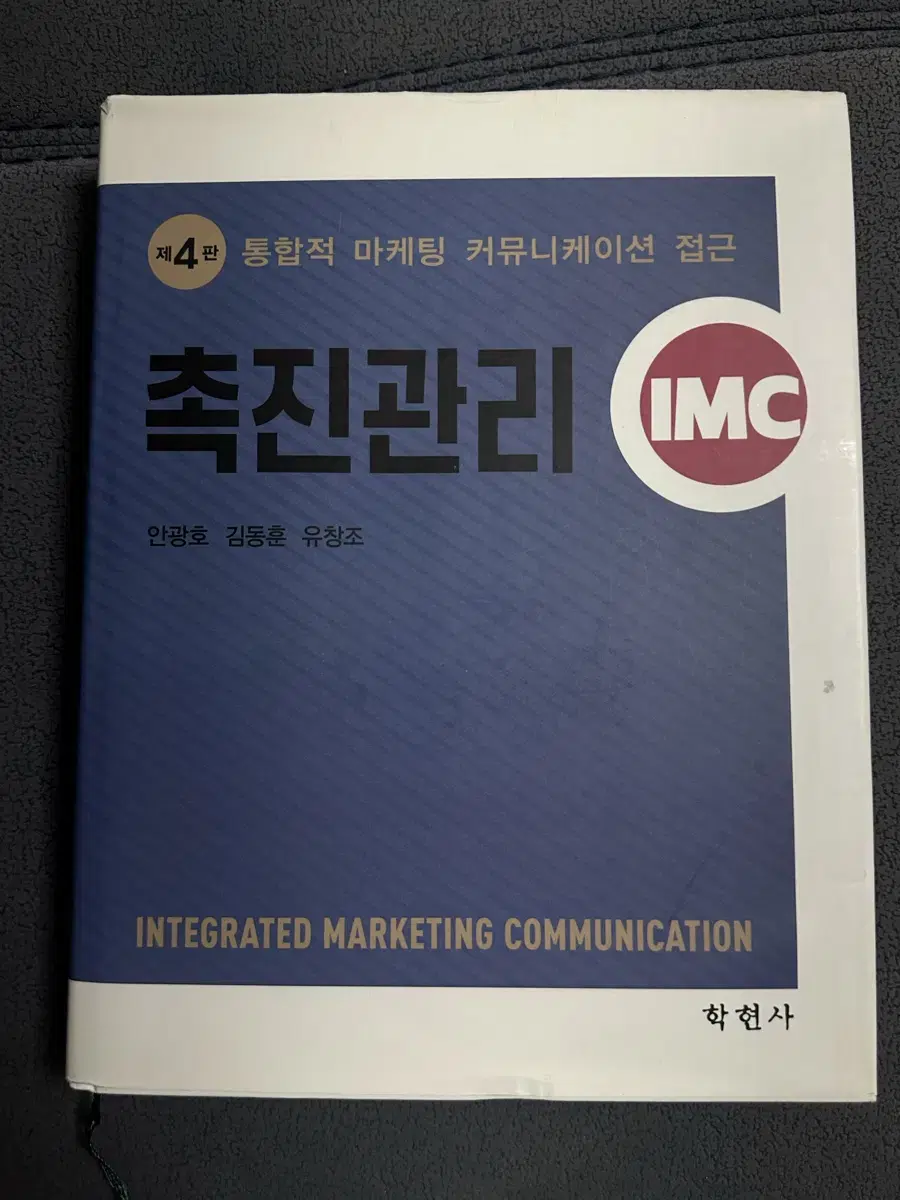 제4판 통합적 마케팅 커뮤니케이션 접근
촉진관리
IMC
안광호 김동훈 유창조
INTEGRATED MARKETING COMMUNICATION
학현사